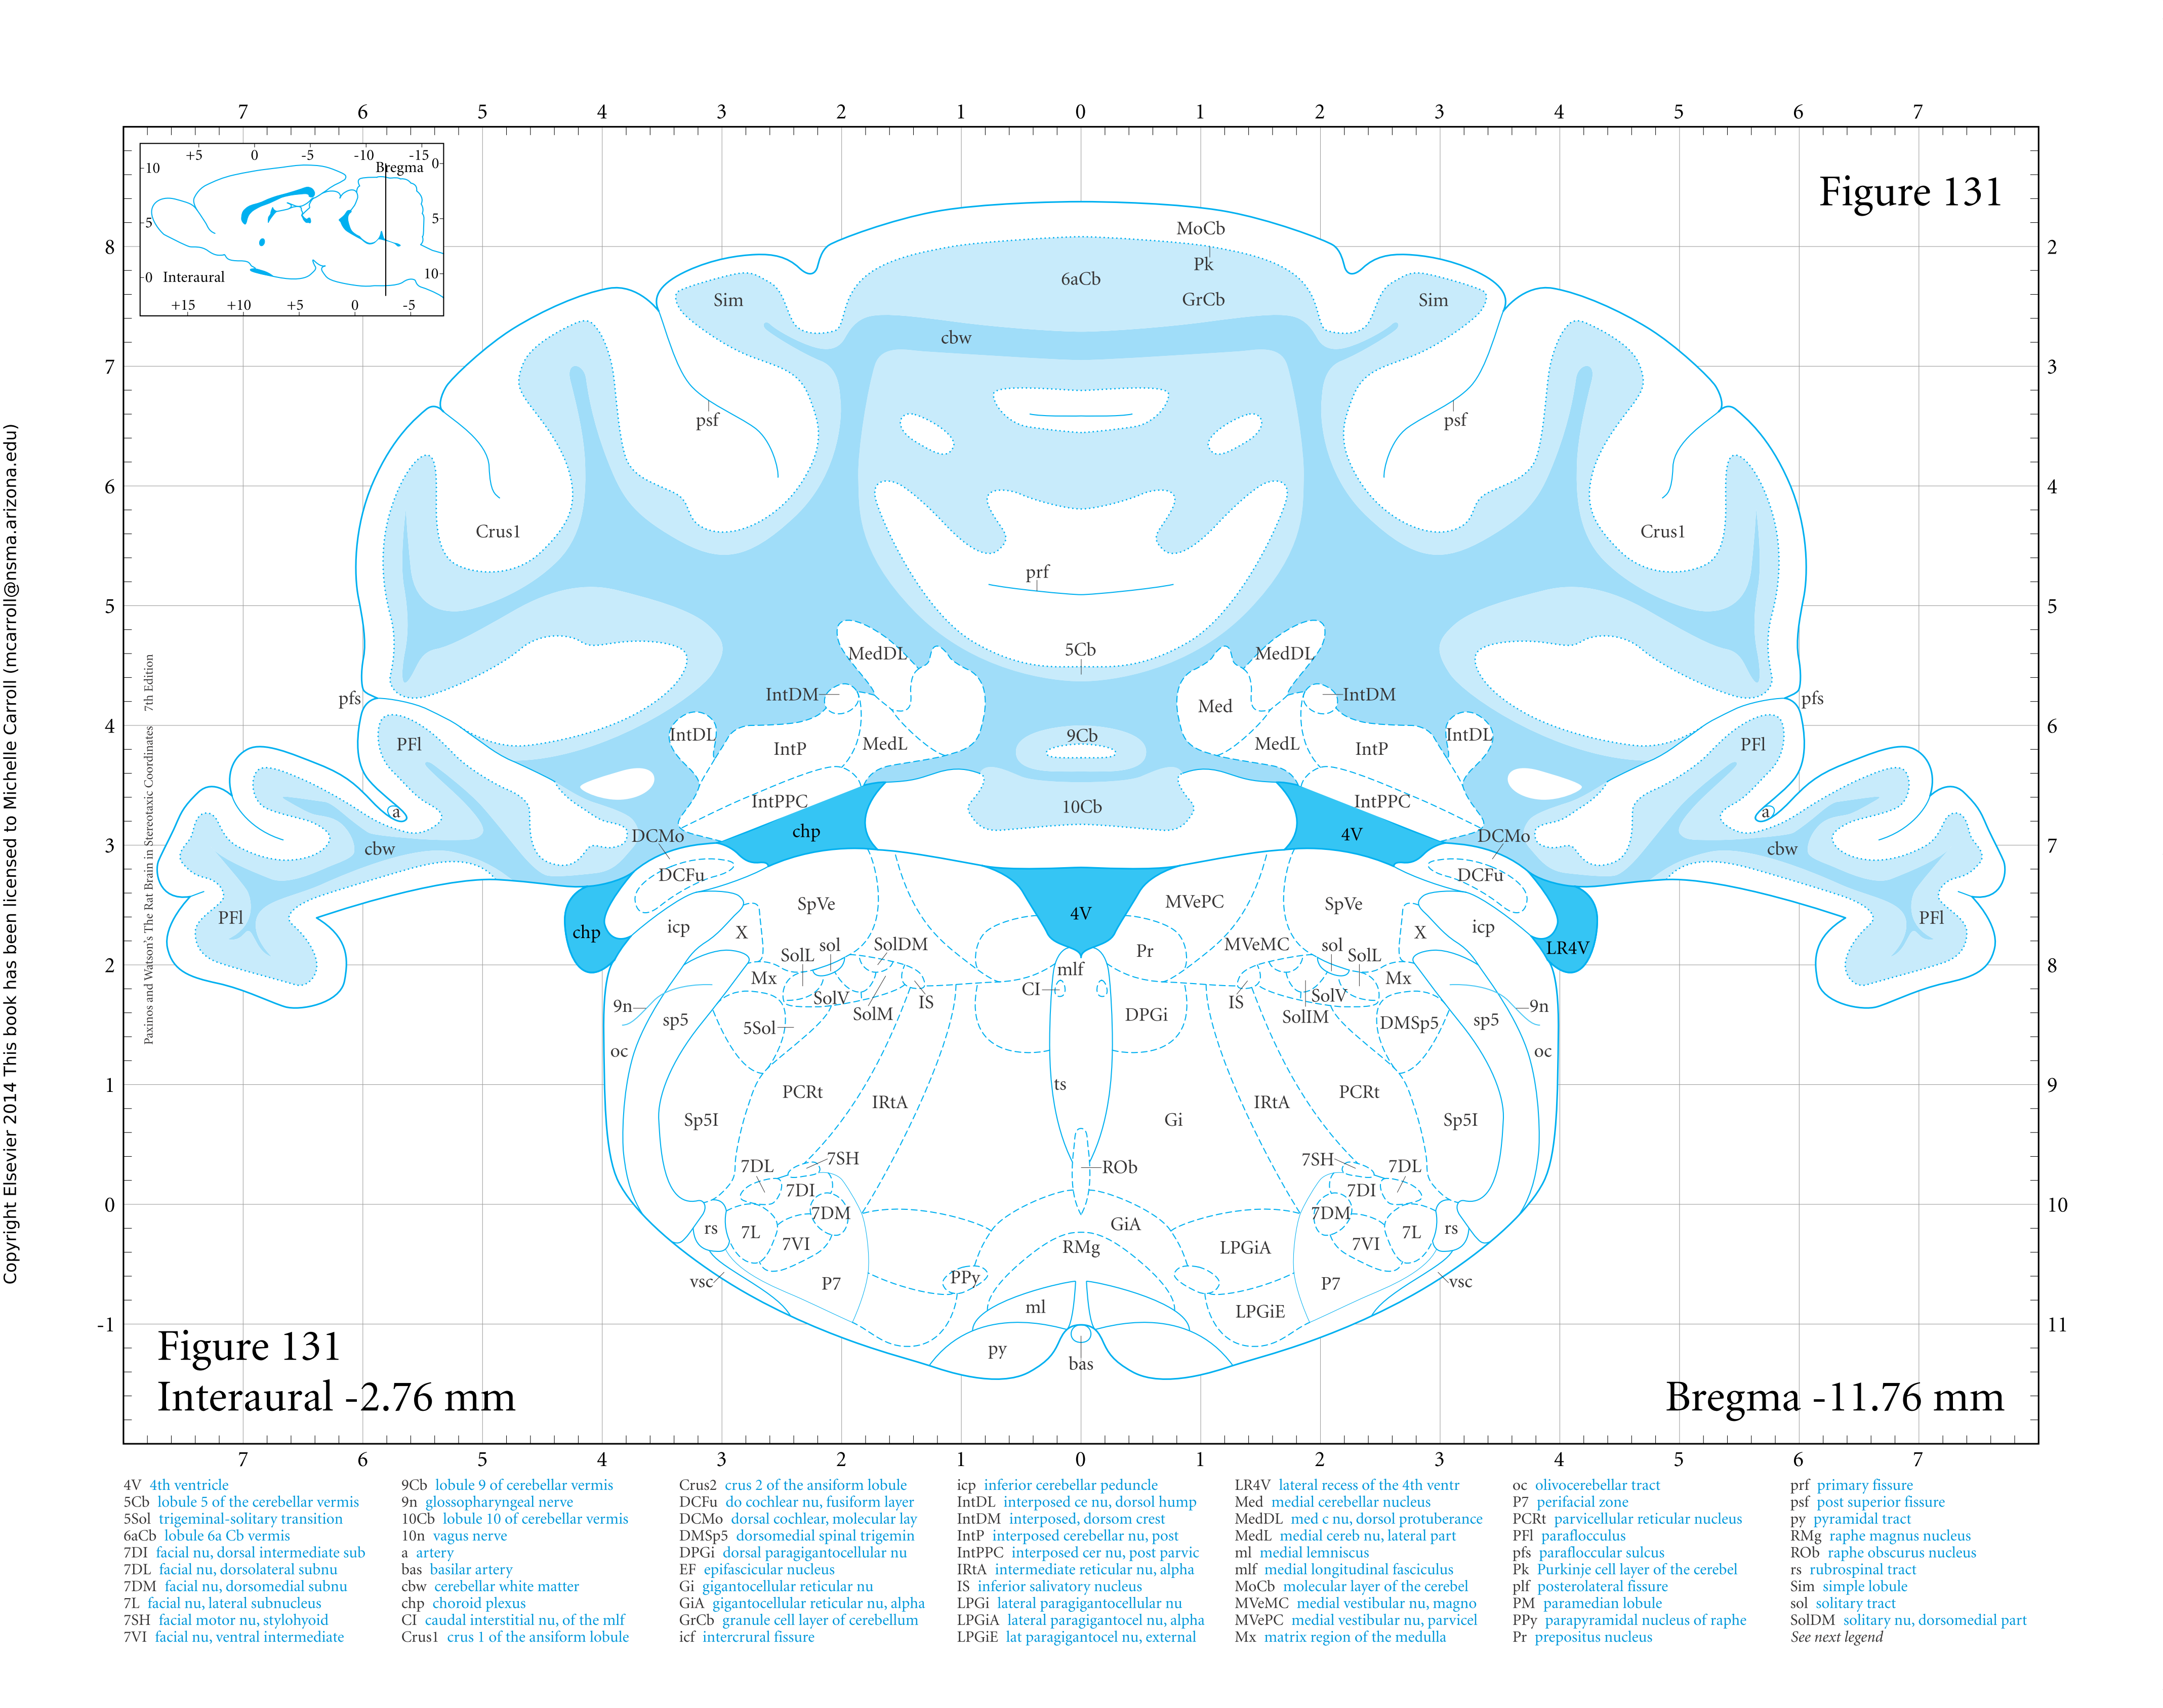 7 6 5 4 3 2 1 0 1 2 3 4 5 6 7
+5 0 -5 -10 -15
Bregma 0
10
5 5
0 Interaural 10
+15 +10 +5 0 -5
Figure 131
MoCb
8 2
Pk
6aCb
Sim GrCb Sim
cbw
7 3
psf psf
6 4
Crus1 Crus1
prf
5 5
5Cb
MedDL MedDL
pfs IntDM IntDM pfs
Med
4 6
IntDL 9Cb IntDL
PFl IntP MedL MedL IntP PFl
IntPPC 10Cb IntPPC
a a
chp 4V
DCMo DCMo
3 7
cbw cbw
DCFu DCFu
SpVe MVePC SpVe
PFl 4V PFl
icp icp
chp X X
sol SolDM Pr MVeMC sol LR4V
SolL SolL
2 8
mlf
Mx Mx
CI
SolV IS IS SolV
9n 9n
SolM DPGi SolIM
sp5 5Sol DMSp5 sp5
oc oc
1 ts 9
PCRt PCRt
IRtA IRtA
Sp5I Gi Sp5I
7SH 7SH
7DL ROb 7DL
7DI 7DI
0 10
7DM 7DM
rs GiA rs
7L 7L
7VI RMg LPGiA 7VI
vsc P7 PPy P7 vsc
ml LPGiE
-1 11
py
bas
Figure 131
Interaural -2.76 mm
Bregma -11.76 mm
7 6 5 4 3 2 1 0 1 2 3 4 5 6 7
Copyright Elsevier 2014 This book has been licensed to Michelle Carroll (mcarroll@nsma.arizona.edu)
Paxinos and Watson's The Rat Brain in Stereotaxic Coordinates 7th Edition
4V 4th ventricle
5Cb lobule 5 of the cerebellar vermis
5Sol trigeminal-solitary transition
6aCb lobule 6a Cb vermis
7DI facial nu, dorsal intermediate sub
7DL facial nu, dorsolateral subnu
7DM facial nu, dorsomedial subnu
7L facial nu, lateral subnucleus
7SH facial motor nu, stylohyoid
7VI facial nu, ventral intermediate
9Cb lobule 9 of cerebellar vermis
9n glossopharyngeal nerve
10Cb lobule 10 of cerebellar vermis
10n vagus nerve
a artery
bas basilar artery
cbw cerebellar white matter
chp choroid plexus
CI caudal interstitial nu, of the mlf
Crus1 crus 1 of the ansiform lobule
Crus2 crus 2 of the ansiform lobule
DCFu do cochlear nu, fusiform layer
DCMo dorsal cochlear, molecular lay
DMSp5 dorsomedial spinal trigemin
DPGi dorsal paragigantocellular nu
EF epifascicular nucleus
Gi gigantocellular reticular nu
GiA gigantocellular reticular nu, alpha
GrCb granule cell layer of cerebellum
icf intercrural fissure
icp inferior cerebellar peduncle
IntDL interposed ce nu, dorsol hump
IntDM interposed, dorsom crest
IntP interposed cerebellar nu, post
IntPPC interposed cer nu, post parvic
IRtA intermediate reticular nu, alpha
IS inferior salivatory nucleus
LPGi lateral paragigantocellular nu
LPGiA lateral paragigantocel nu, alpha
LPGiE lat paragigantocel nu, external
LR4V lateral recess of the 4th ventr
Med medial cerebellar nucleus
MedDL med c nu, dorsol protuberance
MedL medial cereb nu, lateral part
ml medial lemniscus
mlf medial longitudinal fasciculus
MoCb molecular layer of the cerebel
MVeMC medial vestibular nu, magno
MVePC medial vestibular nu, parvicel
Mx matrix region of the medulla
oc olivocerebellar tract
P7 perifacial zone
PCRt parvicellular reticular nucleus
PFl paraflocculus
pfs parafloccular sulcus
Pk Purkinje cell layer of the cerebel
plf posterolateral fissure
PM paramedian lobule
PPy parapyramidal nucleus of raphe
Pr prepositus nucleus
prf primary fissure
psf post superior fissure
py pyramidal tract
RMg raphe magnus nucleus
ROb raphe obscurus nucleus
rs rubrospinal tract
Sim simple lobule
sol solitary tract
SolDM solitary nu, dorsomedial part
See next legend